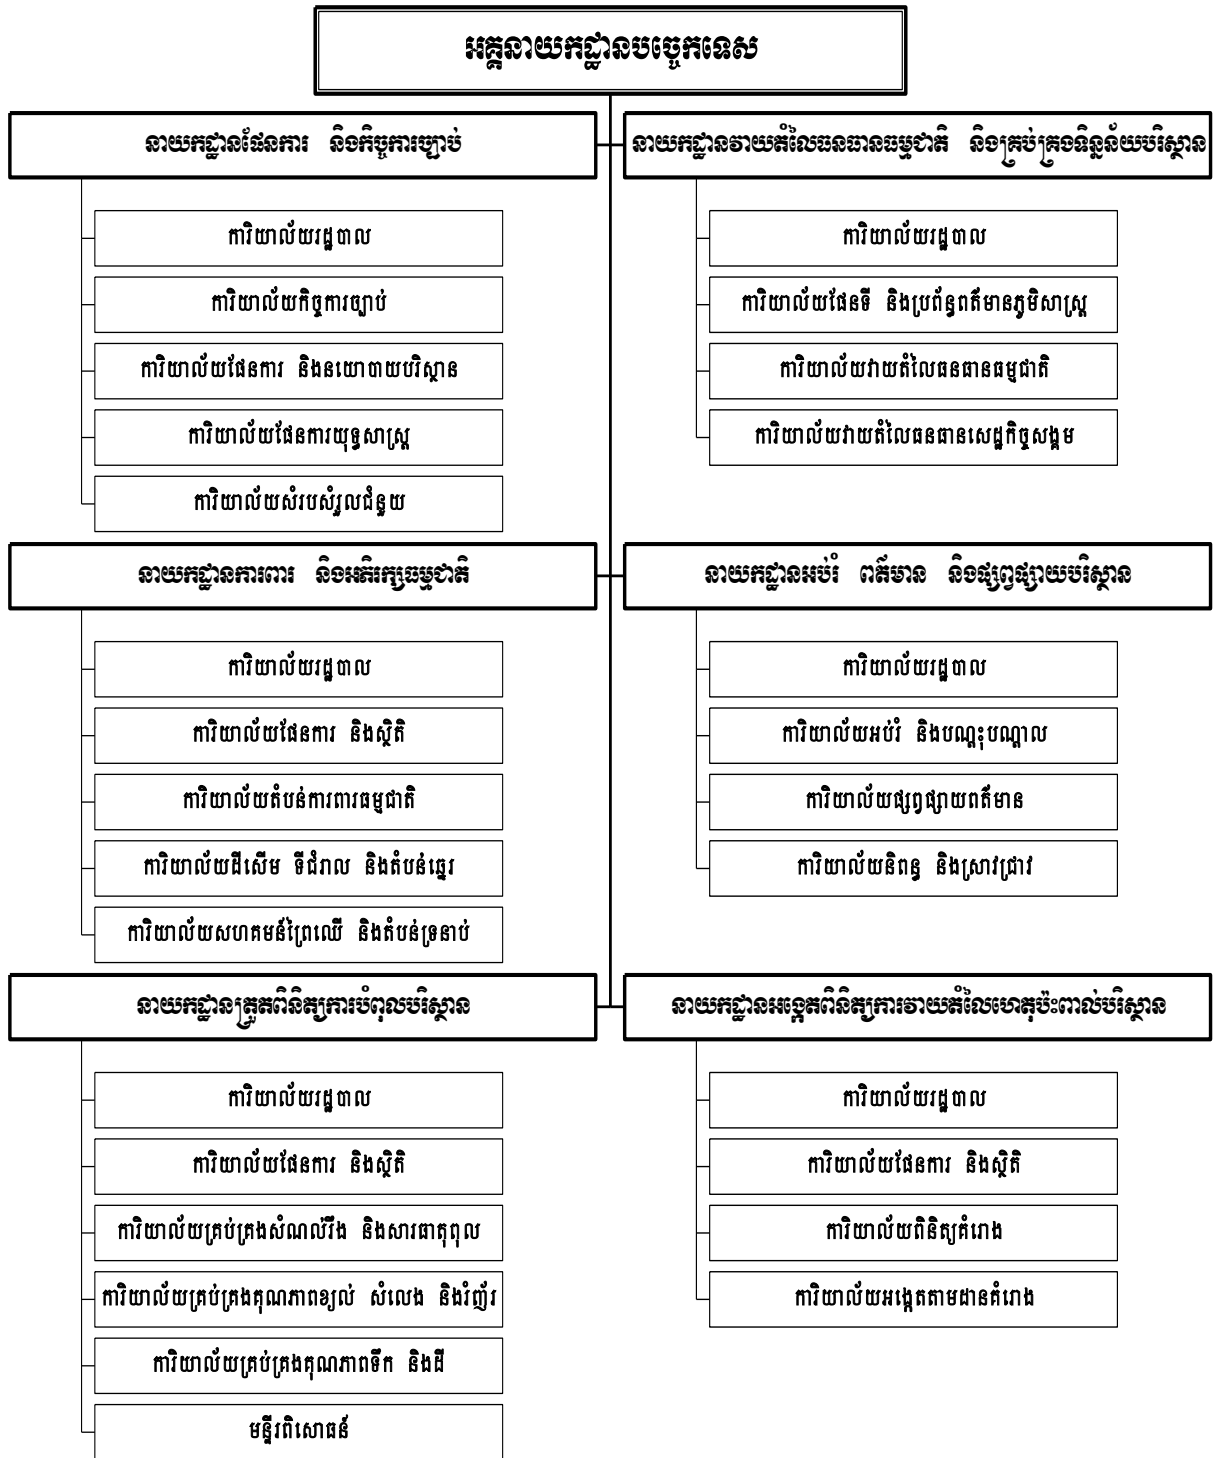 អគ្គនាយកដ្ឋានបច្ចេកទេស
នាយកដ្ឋានផែនការ និងកិច្ចការច្បាប់
ការិយាល័យរដ្ឋបាល
ការិយាល័យកិច្ចការច្បាប់
ការិយាល័យផែនការ និងនយោបាយបរិស្ថាន
ការិយាល័យផែនការយុទ្ធសាស្ត្រ
ការិយាល័យសំរបសំរួលជំនួយ
នាយកដ្ឋានវាយតំលៃធនធានធម្មជាតិ និងគ្រប់គ្រងទិន្នន័យបរិស្ថាន
ការិយាល័យរដ្ឋបាល
ការិយាល័យផែនទី និងប្រព័ន្ធពត៌មានភូមិសាស្ត្រ
ការិយាល័យវាយតំលៃធនធានធម្មជាតិ
ការិយាល័យវាយតំលៃធនធានសេដ្ឋកិច្ចសង្គម
នាយកដ្ឋានការពារ និងអភិរក្សធម្មជាតិ
ការិយាល័យរដ្ឋបាល
ការិយាល័យផែនការ និងស្ថិតិ
ការិយាល័យតំបន់ការពារធម្មជាតិ
ការិយាល័យដីសើម ទីជំរាល និងតំបន់ឆ្នេរ
ការិយាល័យសហគមន៍ព្រៃឈើ និងតំបន់ទ្រនាប់
នាយកដ្ឋានអប់រំ ពត៌មាន និងផ្សព្វផ្សាយបរិស្ថាន
ការិយាល័យរដ្ឋបាល
ការិយាល័យអប់រំ និងបណ្តុះបណ្តាល
ការិយាល័យផ្សព្វផ្សាយពត៌មាន
ការិយាល័យនិពន្ធ និងស្រាវជ្រាវ
នាយកដ្ឋានត្រួតពិនិត្យការបំពុលបរិស្ថាន
ការិយាល័យរដ្ឋបាល
ការិយាល័យផែនការ និងស្ថិតិ
ការិយាល័យគ្រប់គ្រងសំណល់រឹង និងសារធាតុពុល
ការិយាល័យគ្រប់គ្រងគុណភាពខ្យល់ សំលេង និងរំញ័រ
ការិយាល័យគ្រប់គ្រងគុណភាពទឹក និងដី
មន្ទីរពិសោធន៍
នាយកដ្ឋានអង្កេតពិនិត្យការវាយតំលៃហេតុប៉ះពាល់បរិស្ថាន
ការិយាល័យរដ្ឋបាល
ការិយាល័យផែនការ និងស្ថិតិ
ការិយាល័យពិនិត្យគំរោង
ការិយាល័យអង្កេតតាមដានគំរោង